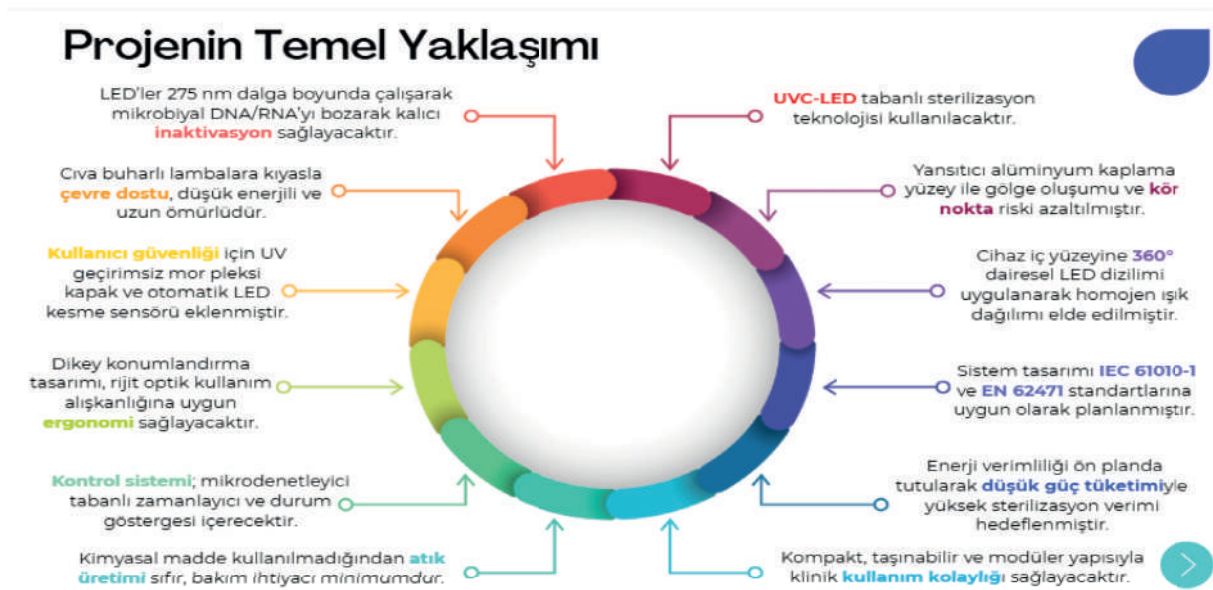 Projenin Temel Yaklaşımı
LED'ler 275 nm dalga boyunda çalışarak
mikrobiyal DNA/RNA'yı bozarak kalıcı
inaktivasyon sağlayacaktır.
Cıva buharlı lambalara kıyasla
çevre dostu, düşük enerjili ve
uzun ömürlüdür.
Kullanıcı güvenliği için UV
geçirimsiz mor pleksi
kapak ve otomatik LED
kesme sensörü eklenmiştir.
Dikey konumlandırma
tasarımı, rijit optik kullanım
alışkanlığına uygun
ergonomi sağlayacaktır.
Kontrol sistemi; mikrodenetleyici
tabanlı zamanlayıcı ve durum
göstergesi içerecektir.
Kimyasal madde kullanılmadığından atık
üretimi sıfır, bakım ihtiyacı minimumdur.
UVC-LED tabanlı sterilizasyon
teknolojisi kullanılacaktır.
Yansıtıcı alüminyum kaplama
yüzey ile gölge oluşumu ve kör
nokta riski azaltılmıştır.
Cihaz iç yüzeyine 360°
dairesel LED dizilimi
uygulanarak homojen ışık
dağılımı elde edilmiştir.
Sistem tasarımı IEC 61010-1
ve EN 62471 standartlarına
uygun olarak planlanmıştır.
Enerji verimliliği ön planda
tutularak düşük güç tüketimiyle
yüksek sterilizasyon verimi
hedeflenmiştir.
Kompakt, taşınabilir ve modüler yapısıyla
klinik kullanım kolaylığı sağlayacaktır.